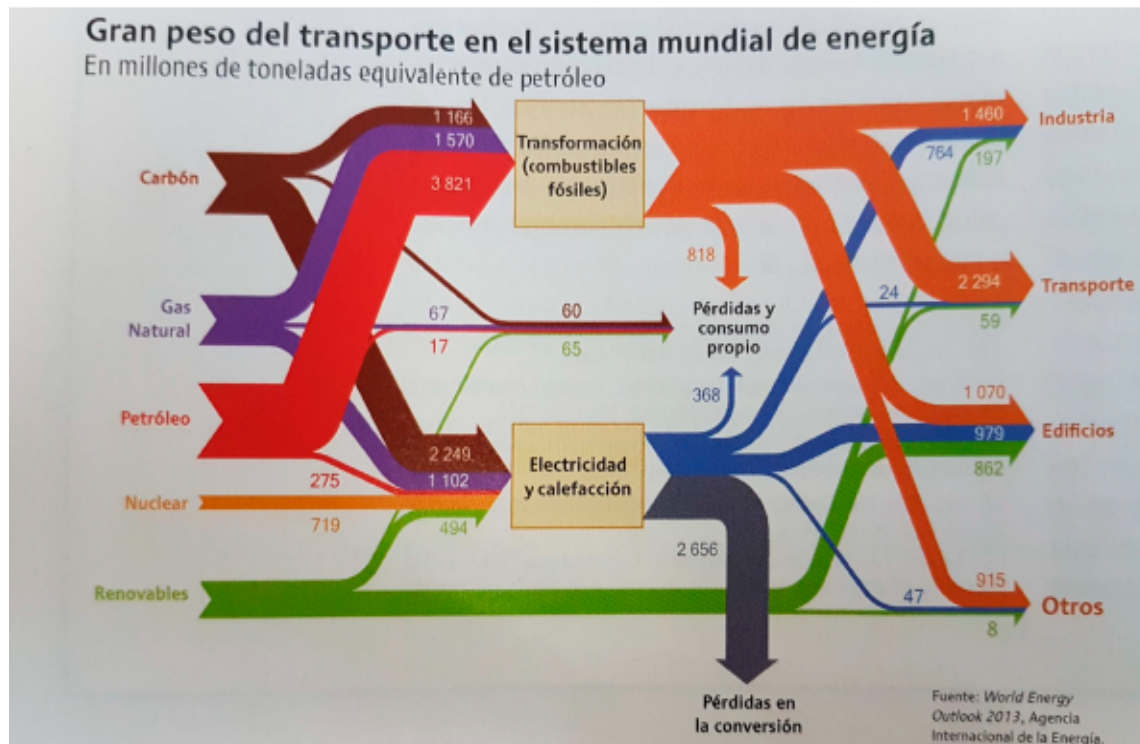 Gran peso del transporte en el sistema mundial de energía
En millones de toneladas equivalente de petróleo
Carbón
Gas
Natural
Petróleo
Nuclear
Renovables
1 166
1 570
3 821
67
17
60
65
2 249
1 102
275
719
494
Transformación
(combustibles
fósiles)
Electricidad
y calefacción
818
Pérdidas y
consumo
propio
368
2 656
Pérdidas en
la conversión
1 460
764
197
Industria
2 294
24
59
Transporte
1 070
979
862
Edificios
915
47
8
Otros
Fuente: World Energy
Outlook 2013, Agencia
Internacional de la Energía.